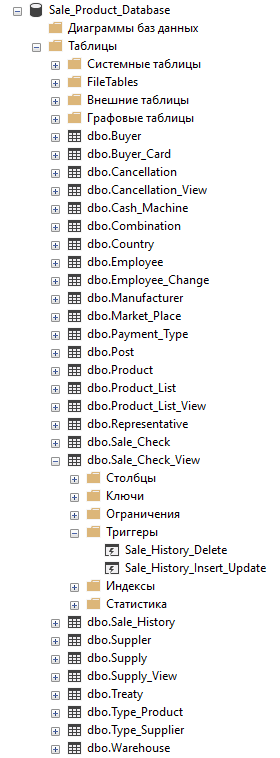 Sale_Product_Database
Диаграммы баз данных
Таблицы
Системные таблицы
FileTables
Внешние таблицы
Графовые таблицы
dbo.Buyer
dbo.Buyer_Card
dbo.Cancellation
dbo.Cancellation_View
dbo.Cash_Machine
dbo.Combination
dbo.Country
dbo.Employee
dbo.Employee_Change
dbo.Manufacturer
dbo.Market_Place
dbo.Payment_Type
dbo.Post
dbo.Product
dbo.Product_List
dbo.Product_List_View
dbo.Representative
dbo.Sale_Check
dbo.Sale_Check_View
Столбцы
Ключи
Ограничения
Триггеры
Sale_History_Delete
Sale_History_Insert_Update
Индексы
Статистика
dbo.Sale_History
dbo.Suppler
dbo.Supply
dbo.Supply_View
dbo.Treaty
dbo.Type_Product
dbo.Type_Supplier
dbo.Warehouse